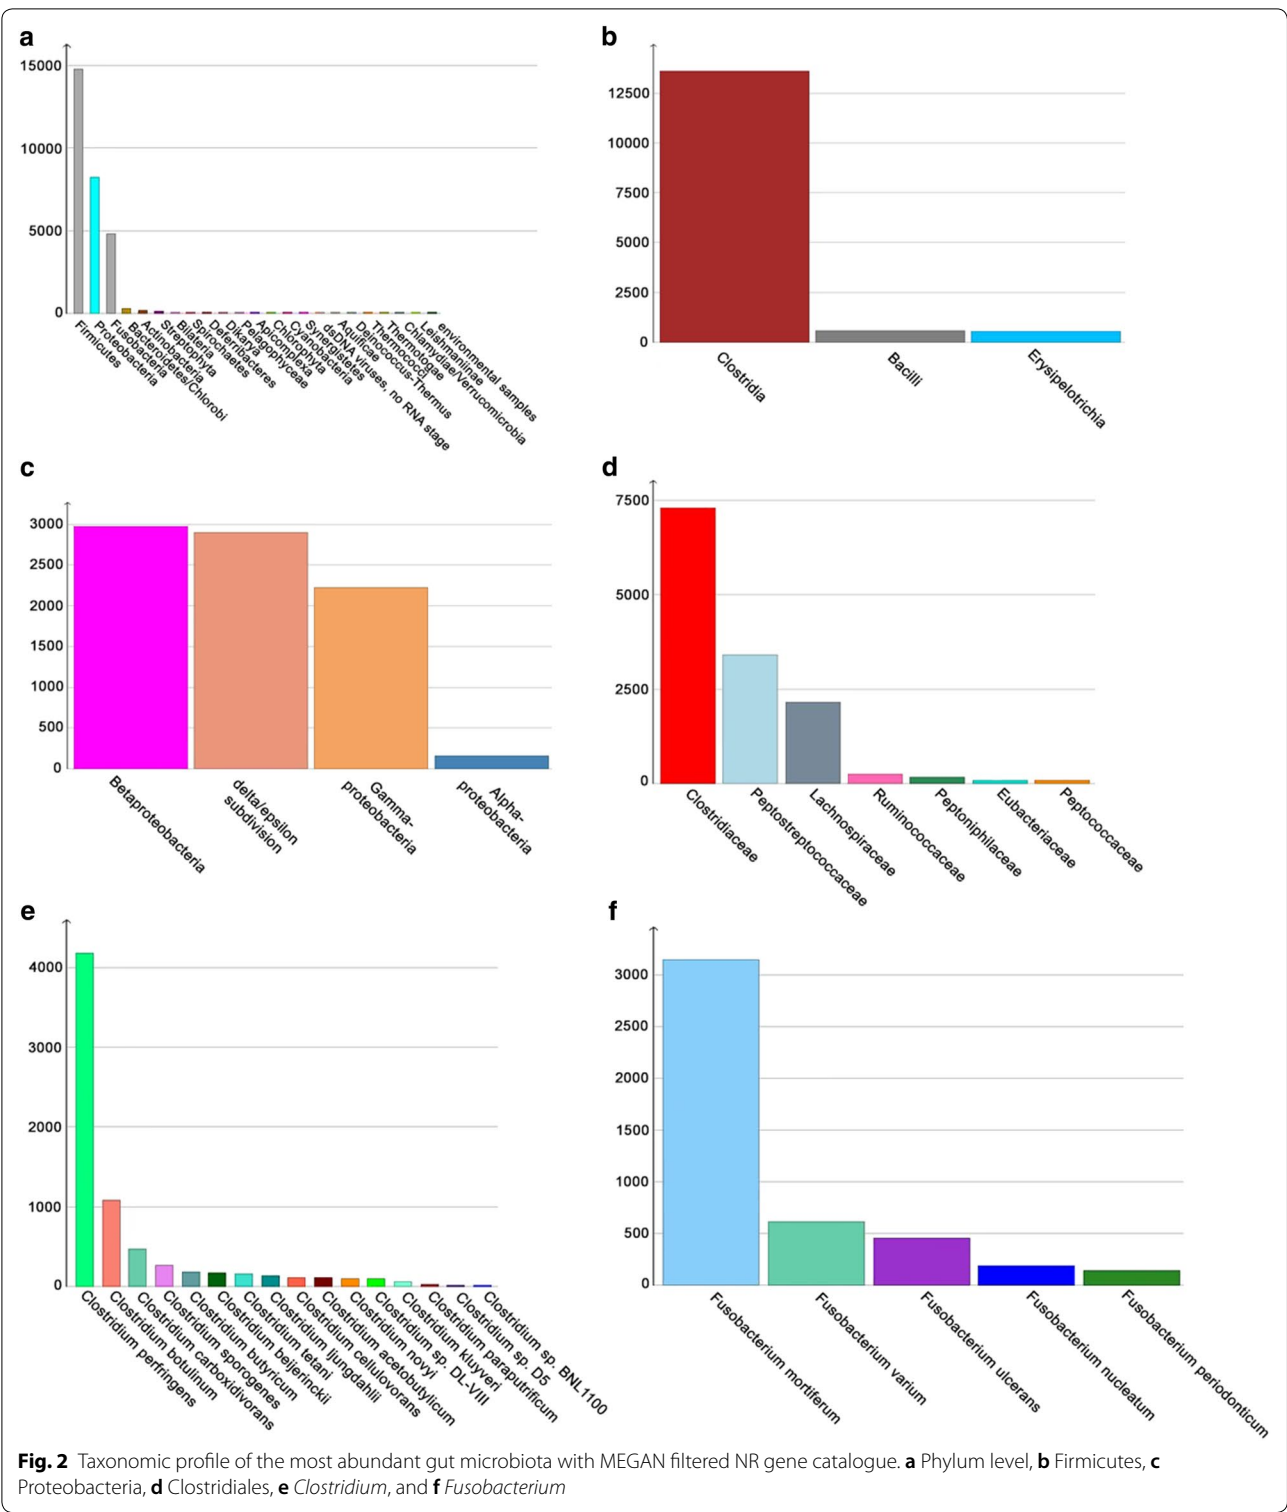 a
15000
10000
5000
0
Firmicutes
Proteobacteria
Fusobacteria
Bacteroidetes/Chlorobi
Actinobacteria
Streptophyta
Bilateria
Spirochaetes
Deferribacteres
Dikarya
Pelagophyceae
Apicomplexa
Chlorophyta
Cyanobacteria
Synergistetes
dsDNA viruses, no RNA stage
Aquificae
Deinococcus-Thermus
Thermococci
Thermotogae
Chlamydiae/Verrucomicrobia
Leishmaniinae
environmental samples
b
12500
10000
7500
5000
2500
0
Clostridia
Bacilli
Erysipelotrichia
c
3000
2500
2000
1500
1000
500
0
Betaproteobacteria
delta/epsilon
subdivision
Gamma-
proteobacteria
Alpha-
proteobacteria
d
7500
5000
2500
0
Clostridiaceae
Peptostreptococcaceae
Lachnospiraceae
Ruminococcaceae
Peptoniphilaceae
Eubacteriaceae
Peptococcaceae
e
4000
3000
2000
1000
0
Clostridium perfringens
Clostridium botulinum
Clostridium carboxidivorans
Clostridium sporogenes
Clostridium butyricum
Clostridium beijerinckii
Clostridium tetani
Clostridium ljungdahlii
Clostridium cellulovorans
Clostridium acetobutylicum
Clostridium novyi
Clostridium sp. DL-VIII
Clostridium kluyveri
Clostridium paraputrificum
Clostridium sp. D5
Clostridium sp. BNL1100
f
3000
2500
2000
1500
1000
500
0
Fusobacterium mortiferum
Fusobacterium varium
Fusobacterium ulcerans
Fusobacterium nucleatum
Fusobacterium periodonticum
Fig. 2 Taxonomic profile of the most abundant gut microbiota with MEGAN filtered NR gene catalogue. a Phylum level, b Firmicutes, c
Proteobacteria, d Clostridiales, e Clostridium, and f Fusobacterium